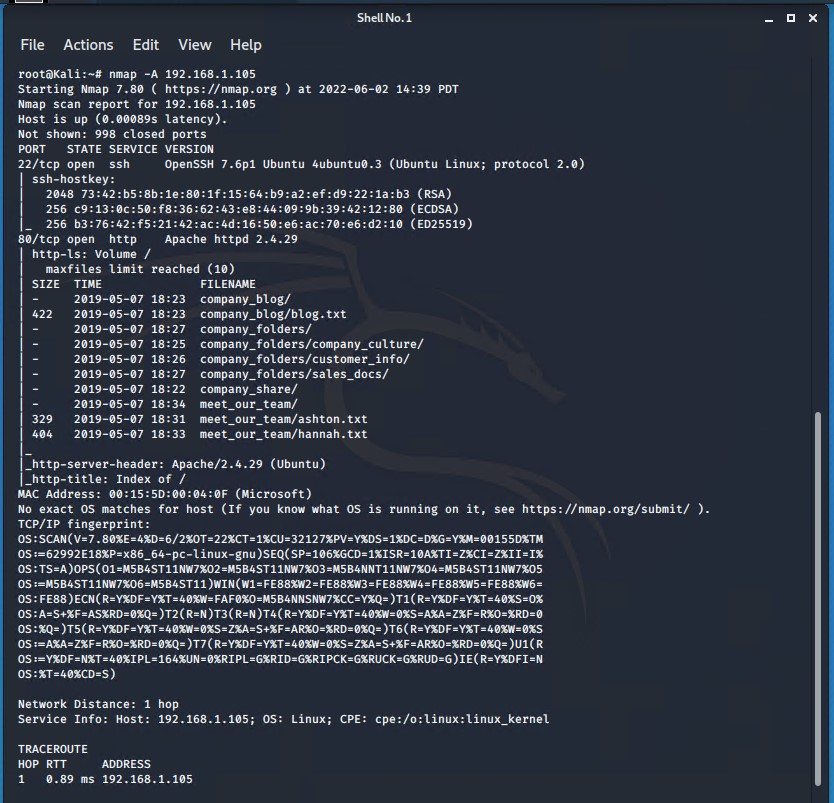 Shell No. 1
File Actions Edit View Help
root@Kali:~# nmap -A 192.168.1.105
Starting Nmap 7.80 ( https://nmap.org ) at 2022-06-02 14:39 PDT
Nmap scan report for 192.168.1.105
Host is up (0.00089s latency).
Not shown: 998 closed ports
PORT   STATE SERVICE VERSION
22/tcp open  ssh     OpenSSH 7.6p1 Ubuntu 4ubuntu0.3 (Ubuntu Linux; protocol 2.0)
| ssh-hostkey:
|   2048 73:42:b5:8b:1e:80:1f:15:64:b9:a2:ef:d9:22:1a:b3 (RSA)
|   256 c9:13:0c:50:f8:36:62:43:e8:44:09:9b:39:42:12:80 (ECDSA)
|_  256 b3:76:42:f5:21:42:ac:4d:16:50:e6:ac:70:e6:d2:10 (ED25519)
80/tcp open  http    Apache httpd 2.4.29
| http-ls: Volume /
|   maxfiles limit reached (10)
| SIZE  TIME              FILENAME
| -     2019-05-07 18:23  company_blog/
| 422   2019-05-07 18:23  company_blog/blog.txt
| -     2019-05-07 18:27  company_folders/
| -     2019-05-07 18:25  company_folders/company_culture/
| -     2019-05-07 18:26  company_folders/customer_info/
| -     2019-05-07 18:27  company_folders/sales_docs/
| -     2019-05-07 18:22  company_share/
| -     2019-05-07 18:34  meet_our_team/
| 329   2019-05-07 18:31  meet_our_team/ashton.txt
| 404   2019-05-07 18:33  meet_our_team/hannah.txt
|_
|_http-server-header: Apache/2.4.29 (Ubuntu)
|_http-title: Index of /
MAC Address: 00:15:5D:00:04:0F (Microsoft)
No exact OS matches for host (If you know what OS is running on it, see https://nmap.org/submit/ ).
TCP/IP fingerprint:
OS:SCAN(V=7.80%E=4%D=6/2%OT=22%CT=1%CU=32127%PV=Y%DS=1%DC=D%G=Y%M=00155D%TM
OS:=62992E18%P=x86_64-pc-linux-gnu)SEQ(SP=106%GCD=1%ISR=10A%TI=Z%CI=Z%II=I%
OS:TS=A)OPS(O1=M5B4ST11NW7%O2=M5B4ST11NW7%O3=M5B4NNT11NW7%O4=M5B4ST11NW7%O5
OS:=M5B4ST11NW7%O6=M5B4ST11)WIN(W1=FE88%W2=FE88%W3=FE88%W4=FE88%W5=FE88%W6=
OS:FE88)ECN(R=Y%DF=Y%T=40%W=FAF0%O=M5B4NNSNW7%CC=Y%Q=)T1(R=Y%DF=Y%T=40%S=O%
OS:A=S+%F=AS%RD=0%Q=)T2(R=N)T3(R=N)T4(R=Y%DF=Y%T=40%W=0%S=A%A=Z%F=R%O=%RD=0
OS:%Q=)T5(R=Y%DF=Y%T=40%W=0%S=Z%A=S+%F=AR%O=%RD=0%Q=)T6(R=Y%DF=Y%T=40%W=0%S
OS:=A%A=Z%F=R%O=%RD=0%Q=)T7(R=Y%DF=Y%T=40%W=0%S=Z%A=S+%F=AR%O=%RD=0%Q=)U1(R
OS:=Y%DF=N%T=40%IPL=164%UN=0%RIPL=G%RID=G%RIPCK=G%RUCK=G%RUD=G)IE(R=Y%DFI=N
OS:%T=40%CD=S)
Network Distance: 1 hop
Service Info: Host: 192.168.1.105; OS: Linux; CPE: cpe:/o:linux:linux_kernel
TRACEROUTE
HOP RTT     ADDRESS
1   0.89 ms 192.168.1.105